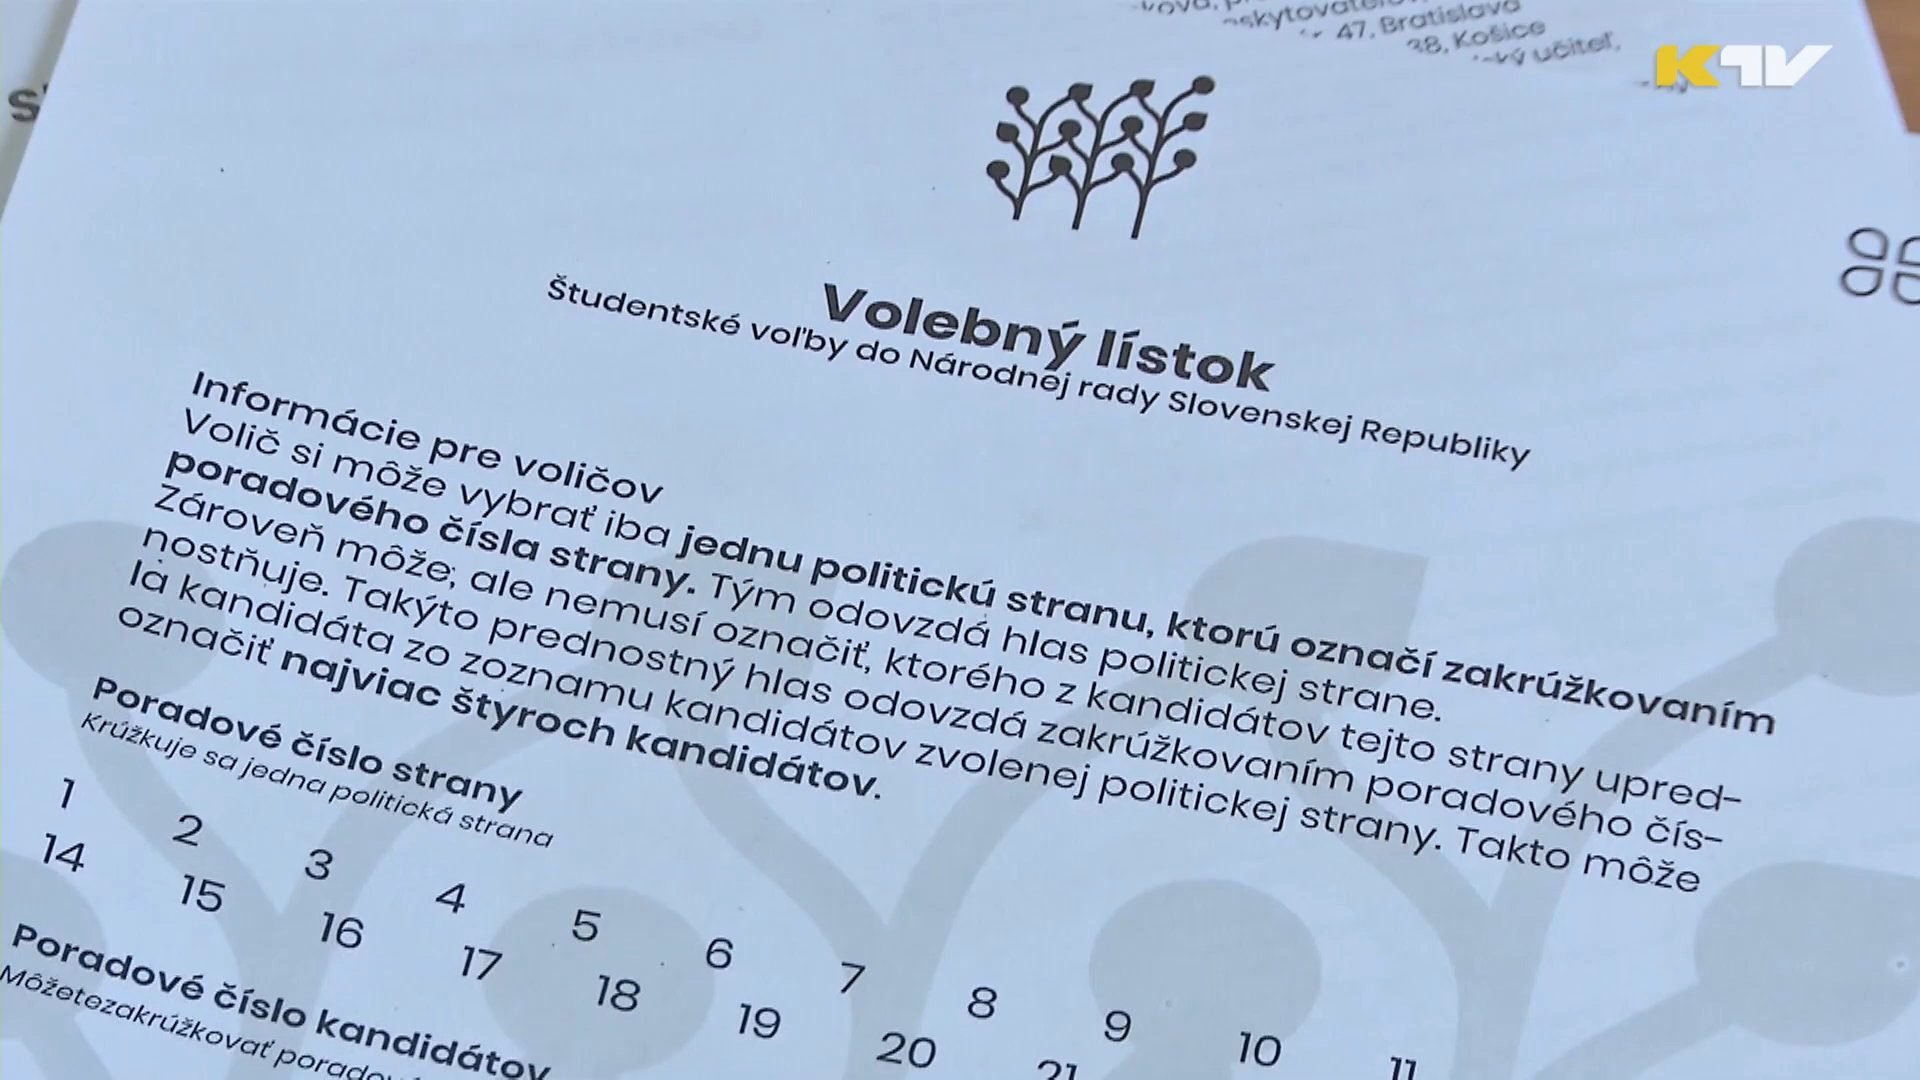 47, Bratislava
38, Košice
učiteľ,
KTV
Volebný lístok
Študentské voľby do Národnej rady Slovenskej Republiky
Informácie pre voličov
Volič si môže vybrať iba jednu politickú stranu, ktorú označí zakrúžkovaním
poradového čísla strany. Tým odovzdá hlas politickej strane.
Zároveň môže, ale nemusí označiť, ktorého z kandidátov tejto strany upred-
nostňuje. Takýto prednostný hlas odovzdá zakrúžkovaním poradového čís-
la kandidáta zo zoznamu kandidátov zvolenej politickej strany. Takto môže
označiť najviac štyroch kandidátov.
Poradové číslo strany
Krúžkuje sa jedna politická strana
1 2 3 4 5 6 7 8 9 10 11
14 15 16 17 18 19 20 21
Poradové číslo kandidátov
Môžetezakrúžkovať